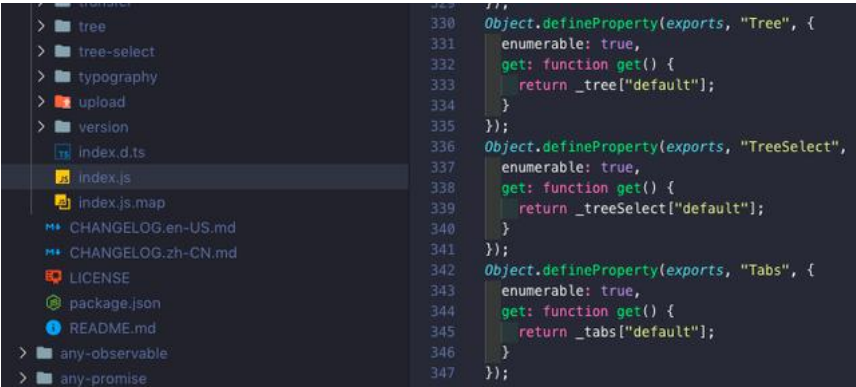 transfer
tree
tree-select
typography
upload
version
index.d.ts
index.js
index.js.map
CHANGELOG.en-US.md
CHANGELOG.zh-CN.md
LICENSE
package.json
README.md
any-observable
any-promise
329 });
330 Object.defineProperty(exports, "Tree", {
331 enumerable: true,
332 get: function get() {
333 return _tree["default"];
334 }
335 });
336 Object.defineProperty(exports, "TreeSelect",
337 enumerable: true,
338 get: function get() {
339 return _treeSelect["default"];
340 }
341 });
342 Object.defineProperty(exports, "Tabs", {
343 enumerable: true,
344 get: function get() {
345 return _tabs["default"];
346 }
347 });